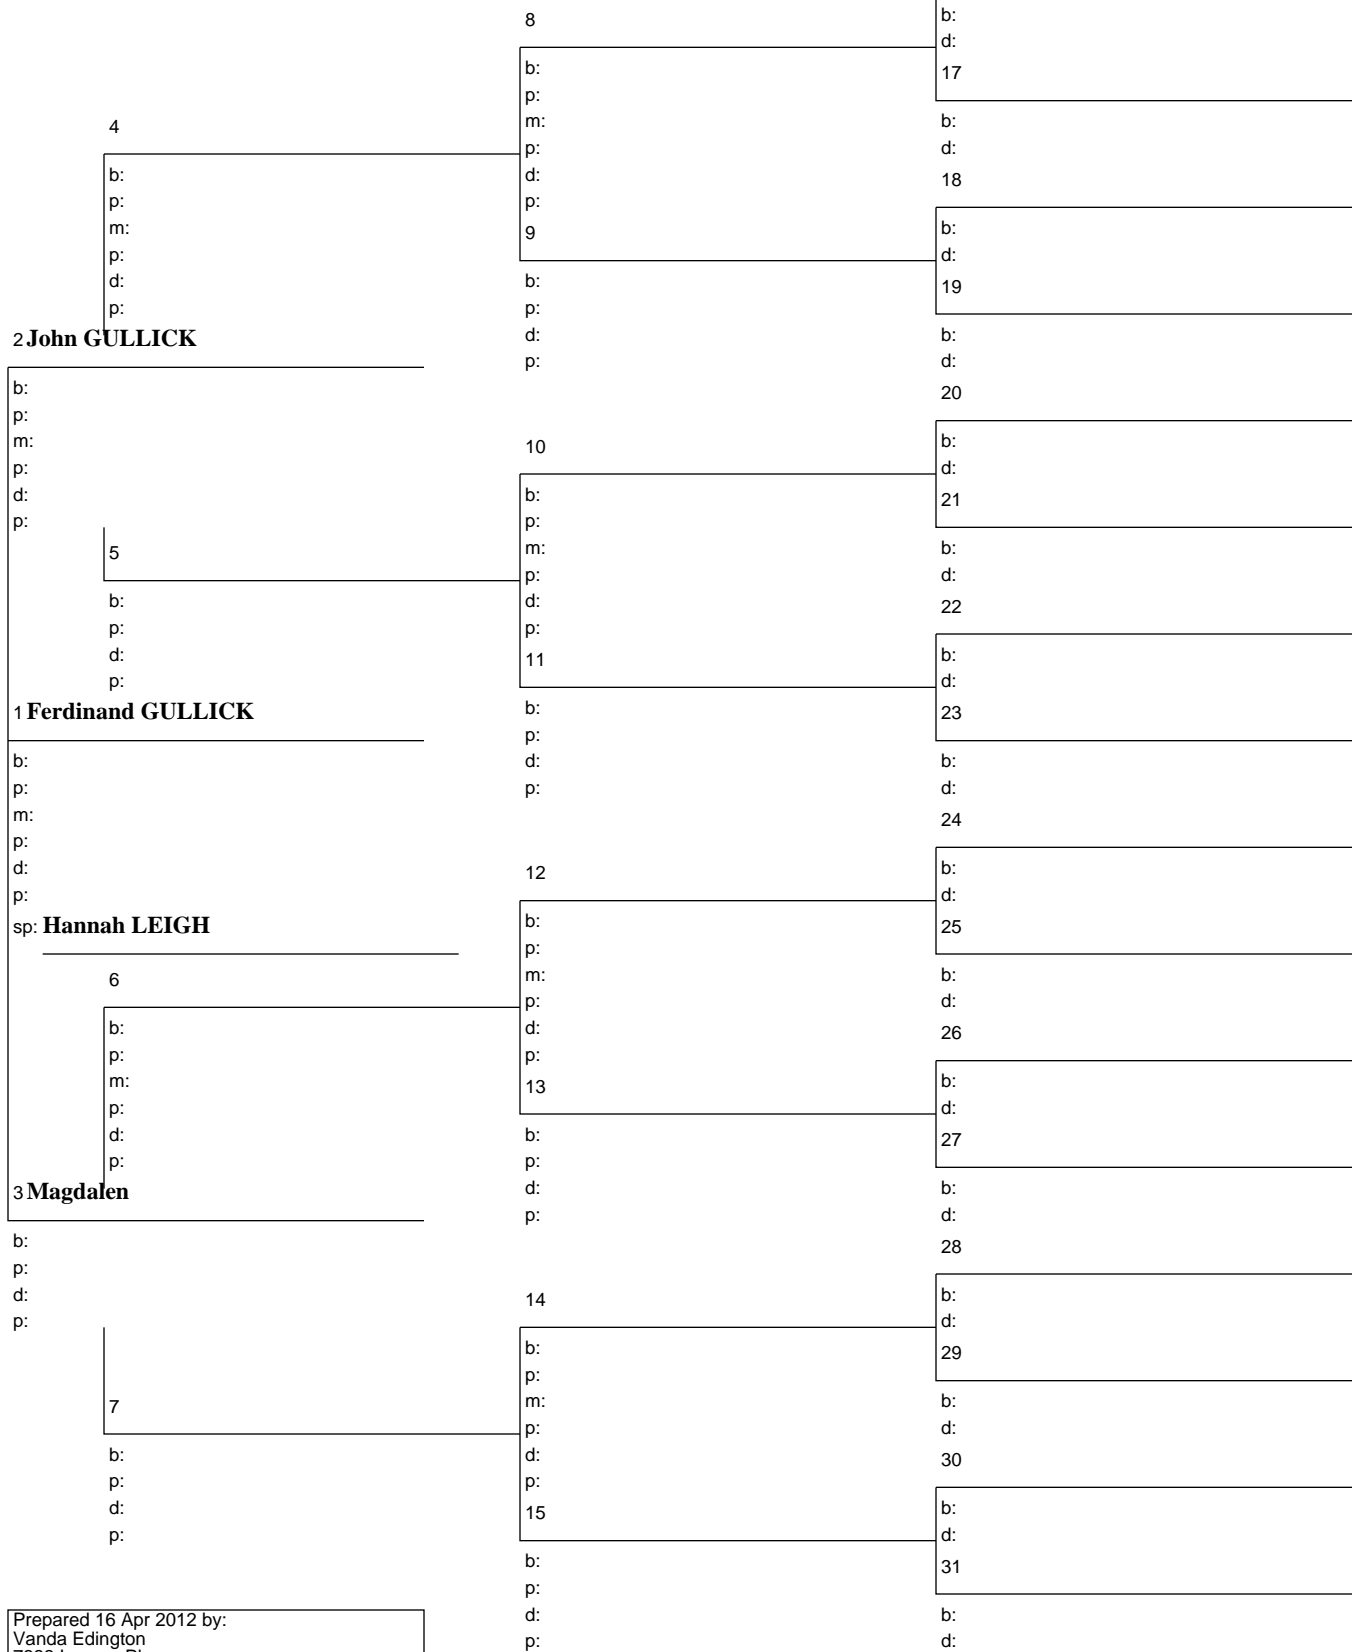 2 John GULLICK
b:
p:
m:
p:
d:
p:
1 Ferdinand GULLICK
b:
p:
m:
p:
d:
p:
sp: Hannah LEIGH
3 Magdalen
b:
p:
d:
p:
Prepared 16 Apr 2012 by:
Vanda Edington
4
b:
p:
m:
p:
d:
p:
5
b:
p:
d:
p:
6
b:
p:
m:
p:
d:
p:
7
b:
p:
d:
p:
8
b:
p:
m:
p:
d:
p:
9
b:
p:
d:
p:
10
b:
p:
m:
p:
d:
p:
11
b:
p:
d:
p:
12
b:
p:
m:
p:
d:
p:
13
b:
p:
d:
p:
14
b:
p:
m:
p:
d:
p:
15
b:
p:
d:
p:
b:
d:
17
b:
d:
18
b:
d:
19
b:
d:
20
b:
d:
21
b:
d:
22
b:
d:
23
b:
d:
24
b:
d:
25
b:
d:
26
b:
d:
27
b:
d:
28
b:
d:
29
b:
d:
30
b:
d:
31
b:
d: